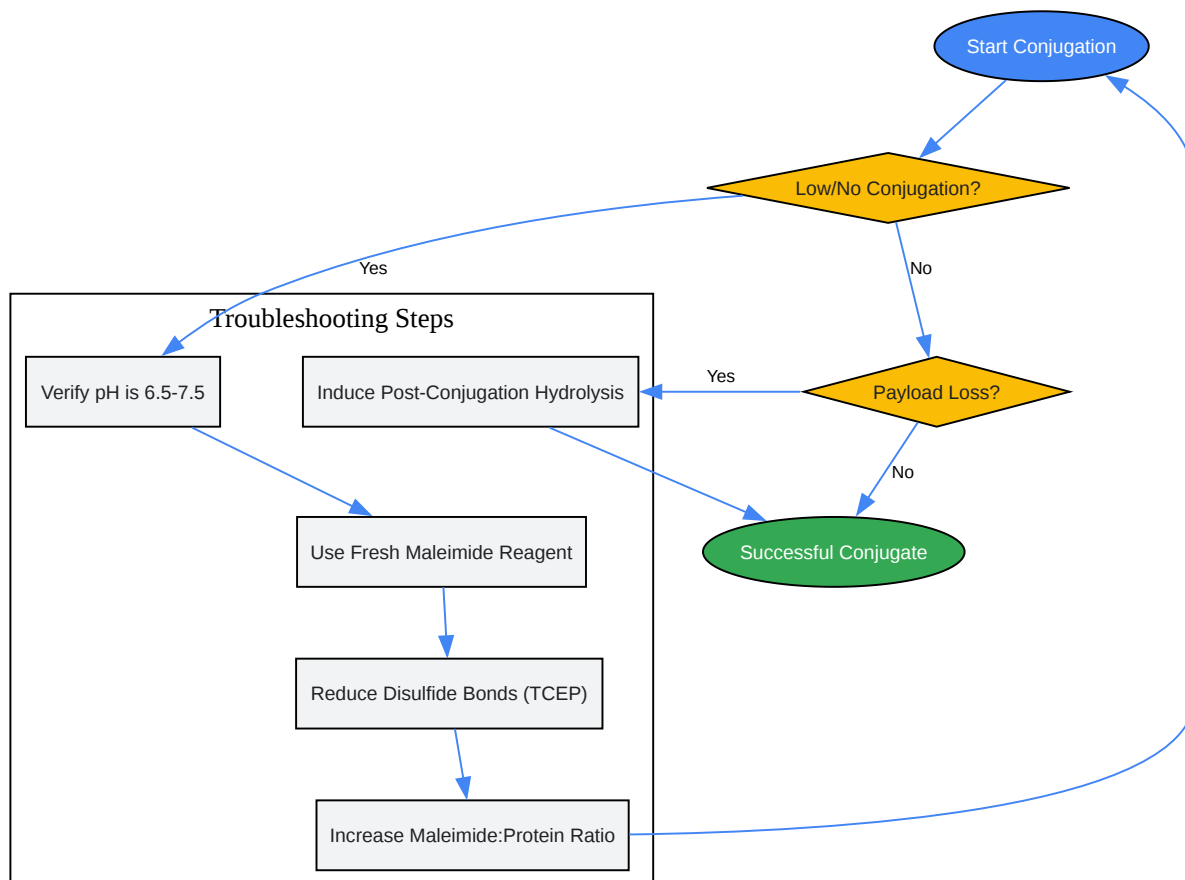 Start Conjugation
Low/No Conjugation?
Yes
No
Troubleshooting Steps
Verify pH is 6.5-7.5
Induce Post-Conjugation Hydrolysis
Yes
Payload Loss?
No
Use Fresh Maleimide Reagent
Successful Conjugate
Reduce Disulfide Bonds (TCEP)
Increase Maleimide:Protein Ratio